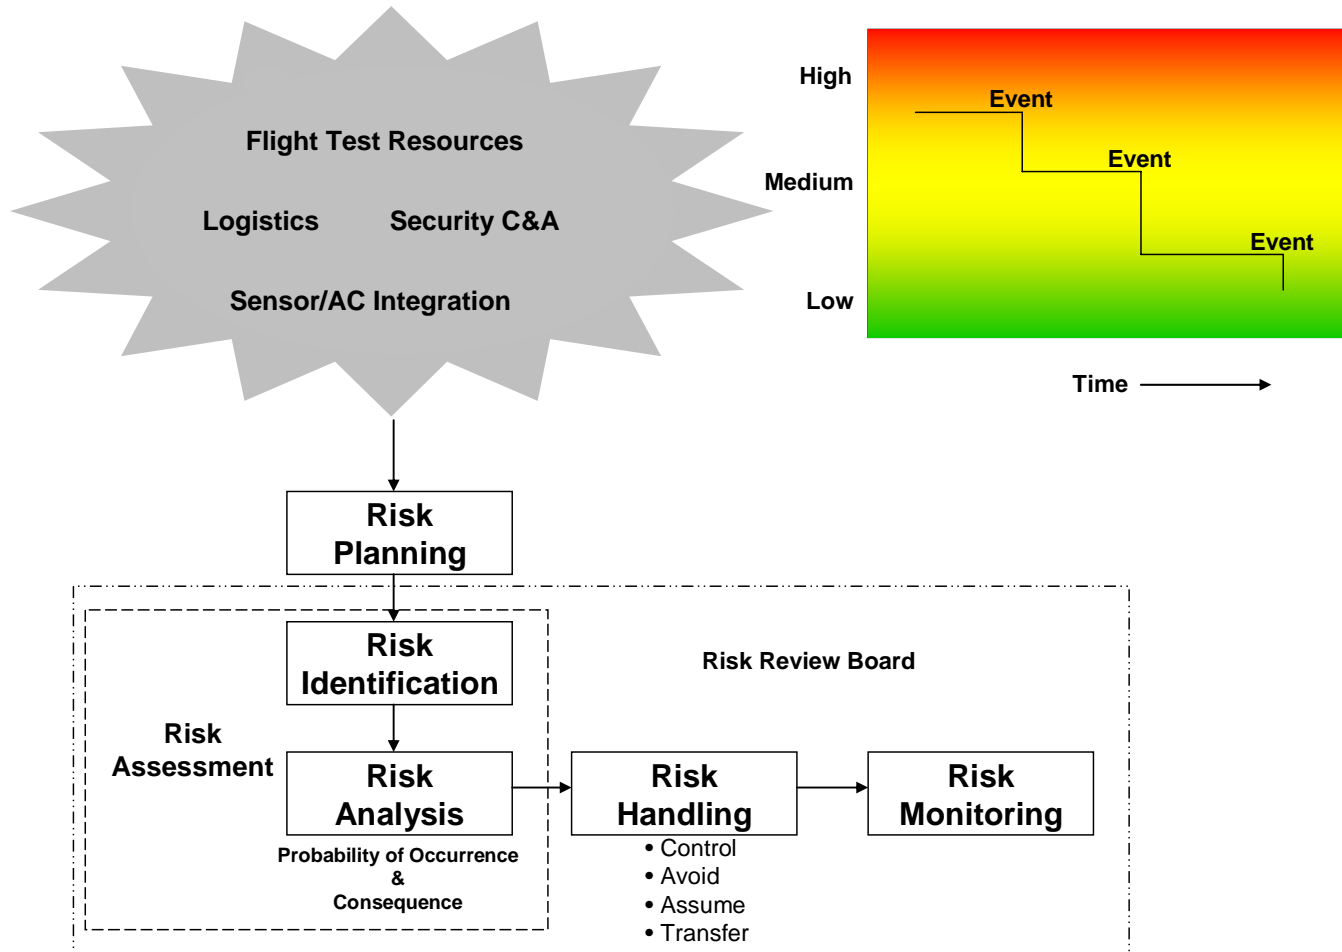 Flight Test Resources
Logistics
Security C&A
Sensor/AC Integration
High
Medium
Low
Event
Event
Event
Time
Risk
Planning
Risk
Identification
Risk Review Board
Risk
Assessment
Risk
Analysis
Probability of Occurrence
&
Consequence
Risk
Handling
• Control
• Avoid
• Assume
• Transfer
Risk
Monitoring